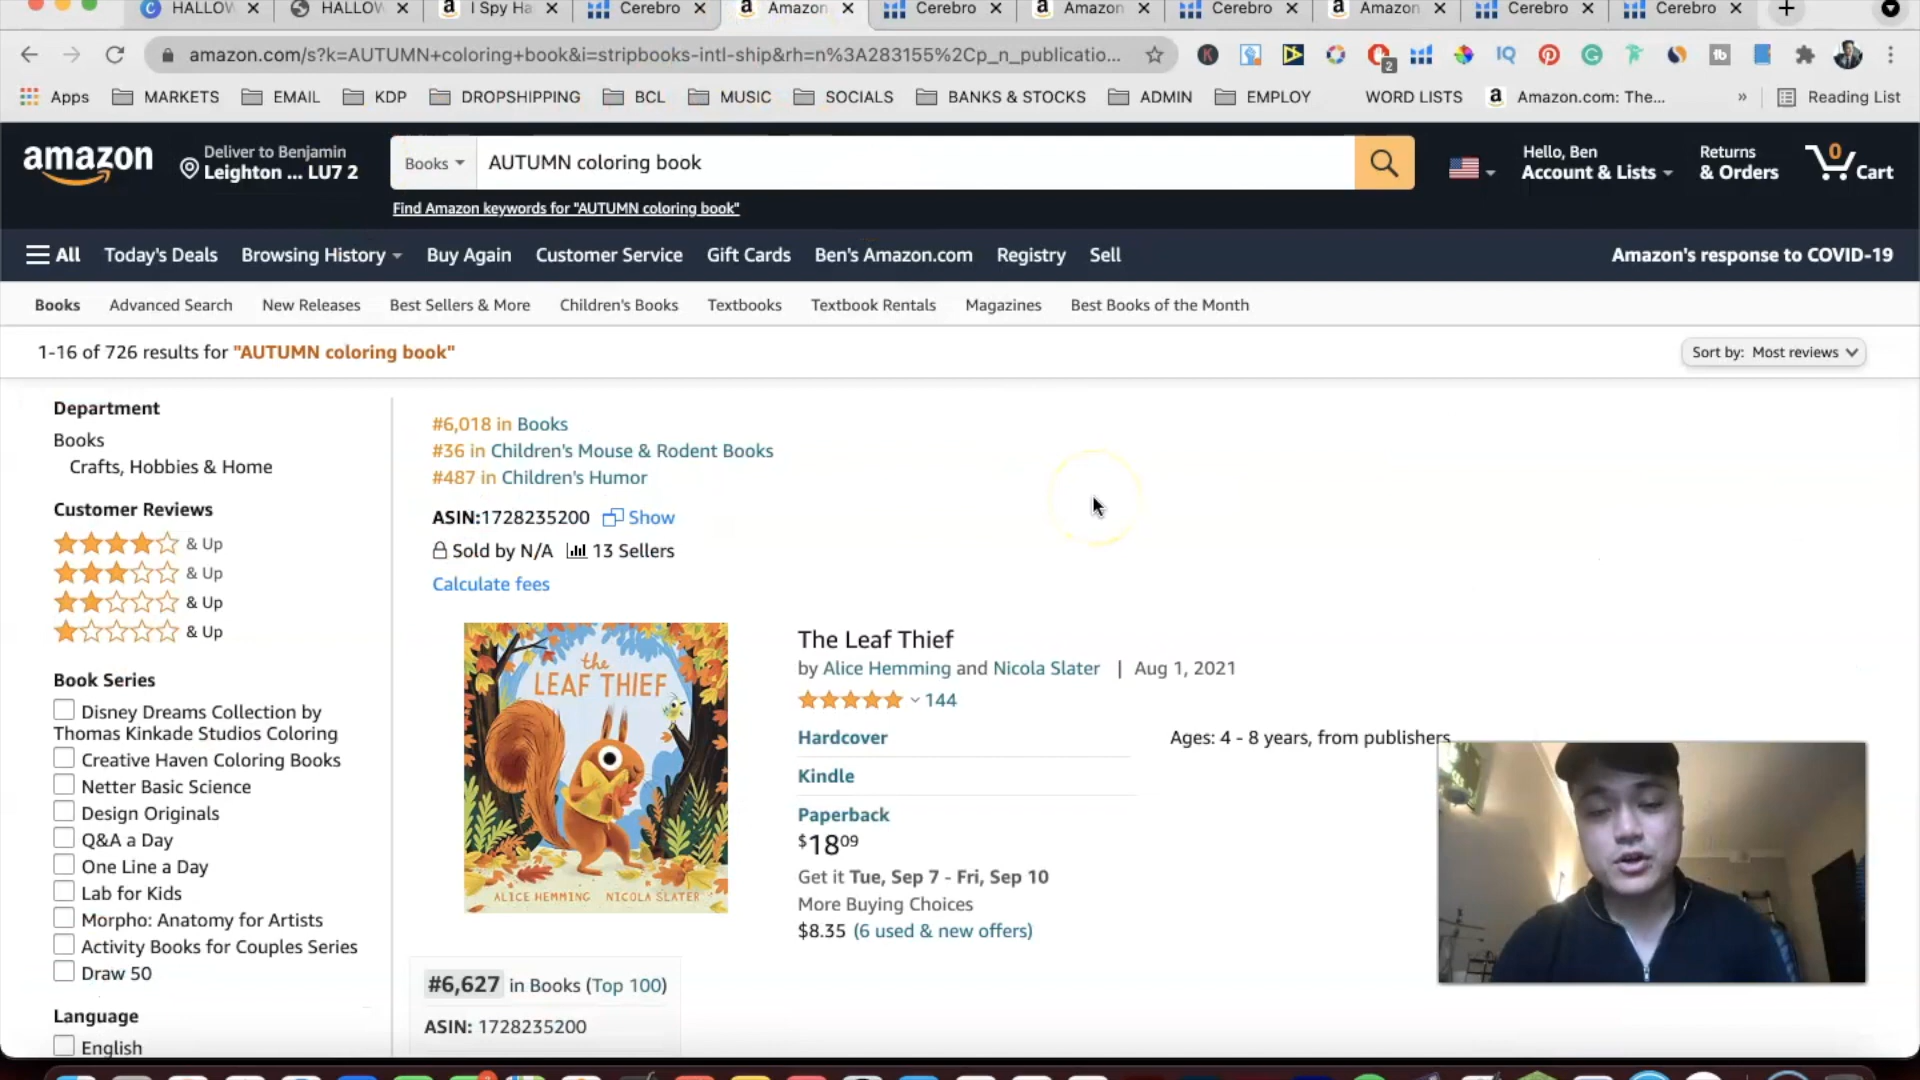 HALLOW
HALLOW
I Spy Ha
Cerebro
Amazon
Cerebro
Amazon
Cerebro
Amazon
Cerebro
Cerebro
amazon.com/s?k=AUTUMN+coloring+book&i=stripbooks-intl-ship&rh=n%3A283155%2Cp_n_publicatio...
Apps MARKETS EMAIL KDP DROPSHIPPING BCL MUSIC SOCIALS BANKS & STOCKS ADMIN EMPLOY WORD LISTS Amazon.com: The... » Reading List
amazon
Deliver to Benjamin
Leighton ... LU7 2
Books
AUTUMN coloring book
Find Amazon keywords for "AUTUMN coloring book"
Hello, Ben
Account & Lists
Returns
& Orders
0
Cart
All Today's Deals Browsing History Buy Again Customer Service Gift Cards Ben's Amazon.com Registry Sell Amazon's response to COVID-19
Books Advanced Search New Releases Best Sellers & More Children's Books Textbooks Textbook Rentals Magazines Best Books of the Month
1-16 of 726 results for "AUTUMN coloring book"
Sort by: Most reviews
Department
Books
Crafts, Hobbies & Home
Customer Reviews
& Up
& Up
& Up
& Up
Book Series
Disney Dreams Collection by
Thomas Kinkade Studios Coloring
Creative Haven Coloring Books
Netter Basic Science
Design Originals
Q&A a Day
One Line a Day
Lab for Kids
Morpho: Anatomy for Artists
Activity Books for Couples Series
Draw 50
Language
English
#6,018 in Books
#36 in Children's Mouse & Rodent Books
#487 in Children's Humor
ASIN:1728235200 Show
Sold by N/A 13 Sellers
Calculate fees
the
LEAF THIEF
ALICE HEMMING NICOLA SLATER
The Leaf Thief
by Alice Hemming and Nicola Slater | Aug 1, 2021
144
Hardcover
Ages: 4 - 8 years, from publishers
Kindle
Paperback
$1809
Get it Tue, Sep 7 - Fri, Sep 10
More Buying Choices
$8.35 (6 used & new offers)
#6,627 in Books (Top 100)
ASIN: 1728235200